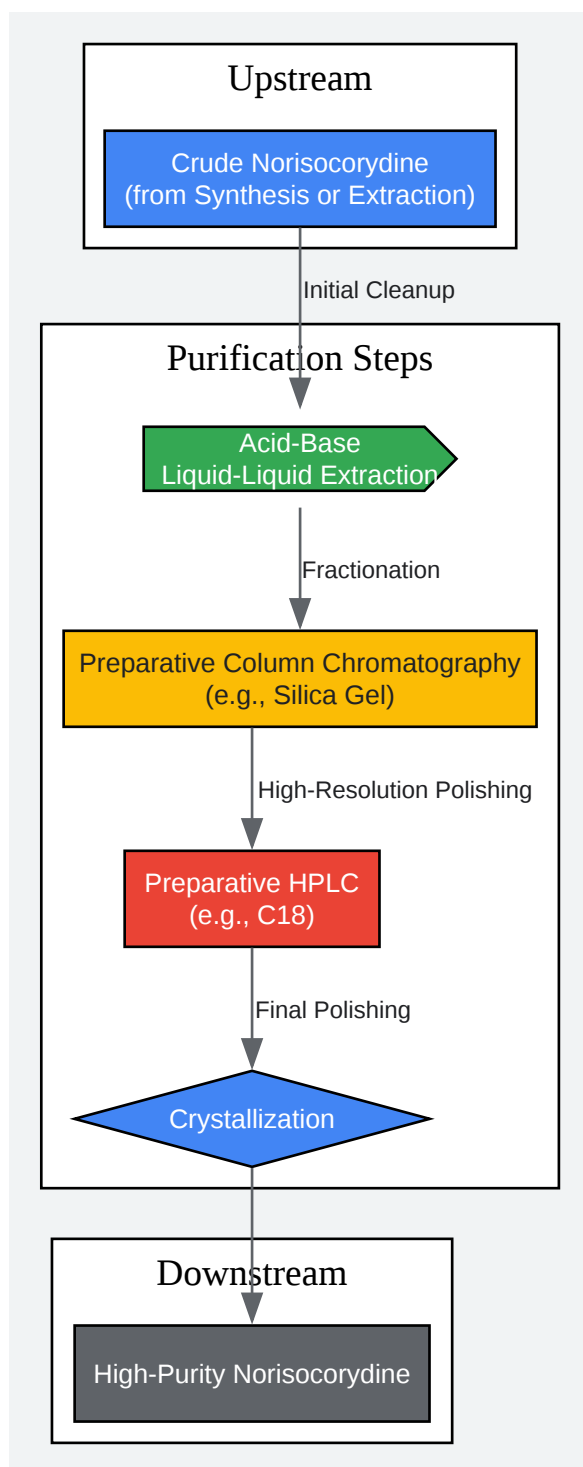 Upstream
Crude Norisocorydine
(from Synthesis or Extraction)
Initial Cleanup
Purification Steps
Acid-Base
Liquid-Liquid Extraction
Fractionation
Preparative Column Chromatography
(e.g., Silica Gel)
High-Resolution Polishing
Preparative HPLC
(e.g., C18)
Final Polishing
Crystallization
Downstream
High-Purity Norisocorydine